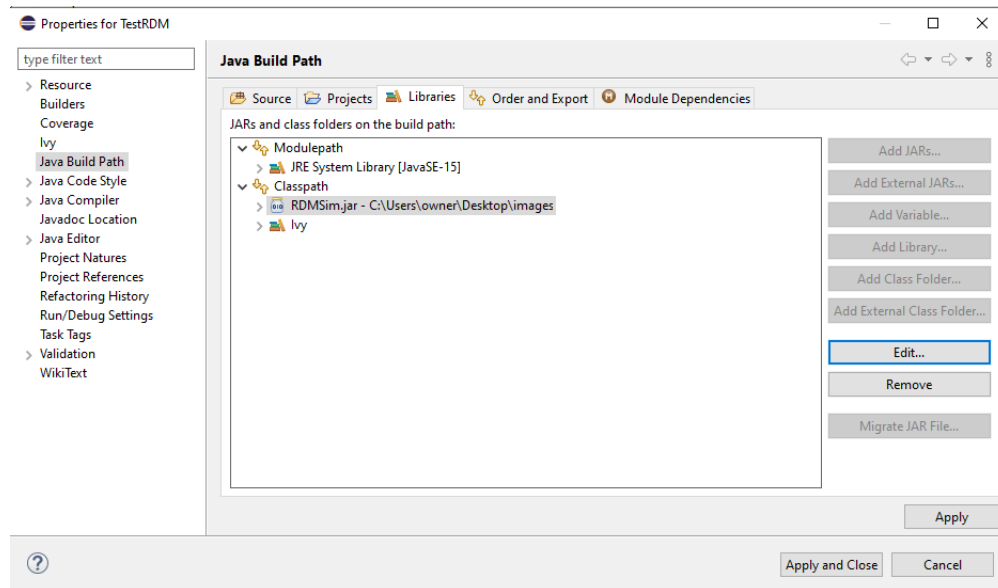 Properties for TestRDM
type filter text
Resource
Builders
Coverage
Ivy
Java Build Path
Java Code Style
Java Compiler
Javadoc Location
Java Editor
Project Natures
Project References
Refactoring History
Run/Debug Settings
Task Tags
Validation
WikiText
Java Build Path
Source Projects Libraries Order and Export Module Dependencies
JARs and class folders on the build path:
Modulepath
JRE System Library [JavaSE-15]
Classpath
RDMSim.jar - C:\Users\owner\Desktop\images
Ivy
Add JARs...
Add External JARs...
Add Variable...
Add Library...
Add Class Folder...
Add External Class Folder...
Edit...
Remove
Migrate JAR File...
Apply
Apply and Close Cancel